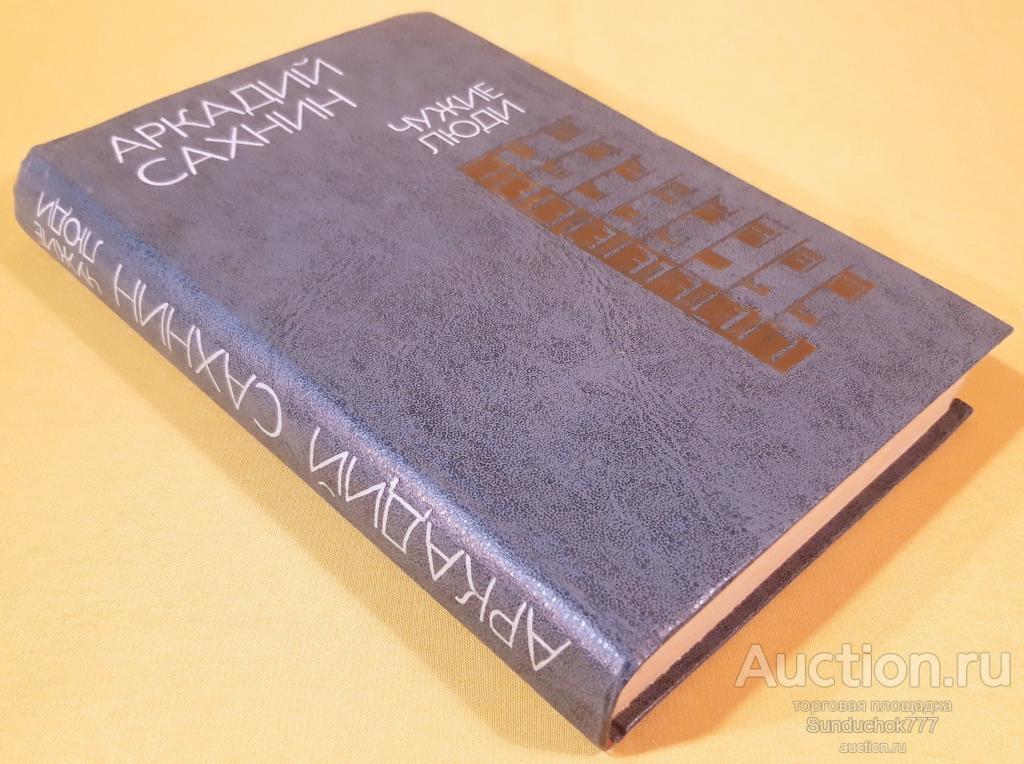 АРКАДИЙ
САХНИН
ЧУЖИЕ
ЛЮДИ
АРКАДИЙ САХНИН
ЧУЖИЕ
ЛЮДИ
Auction.ru
торговая площадка
Sunduchok777
auction.ru